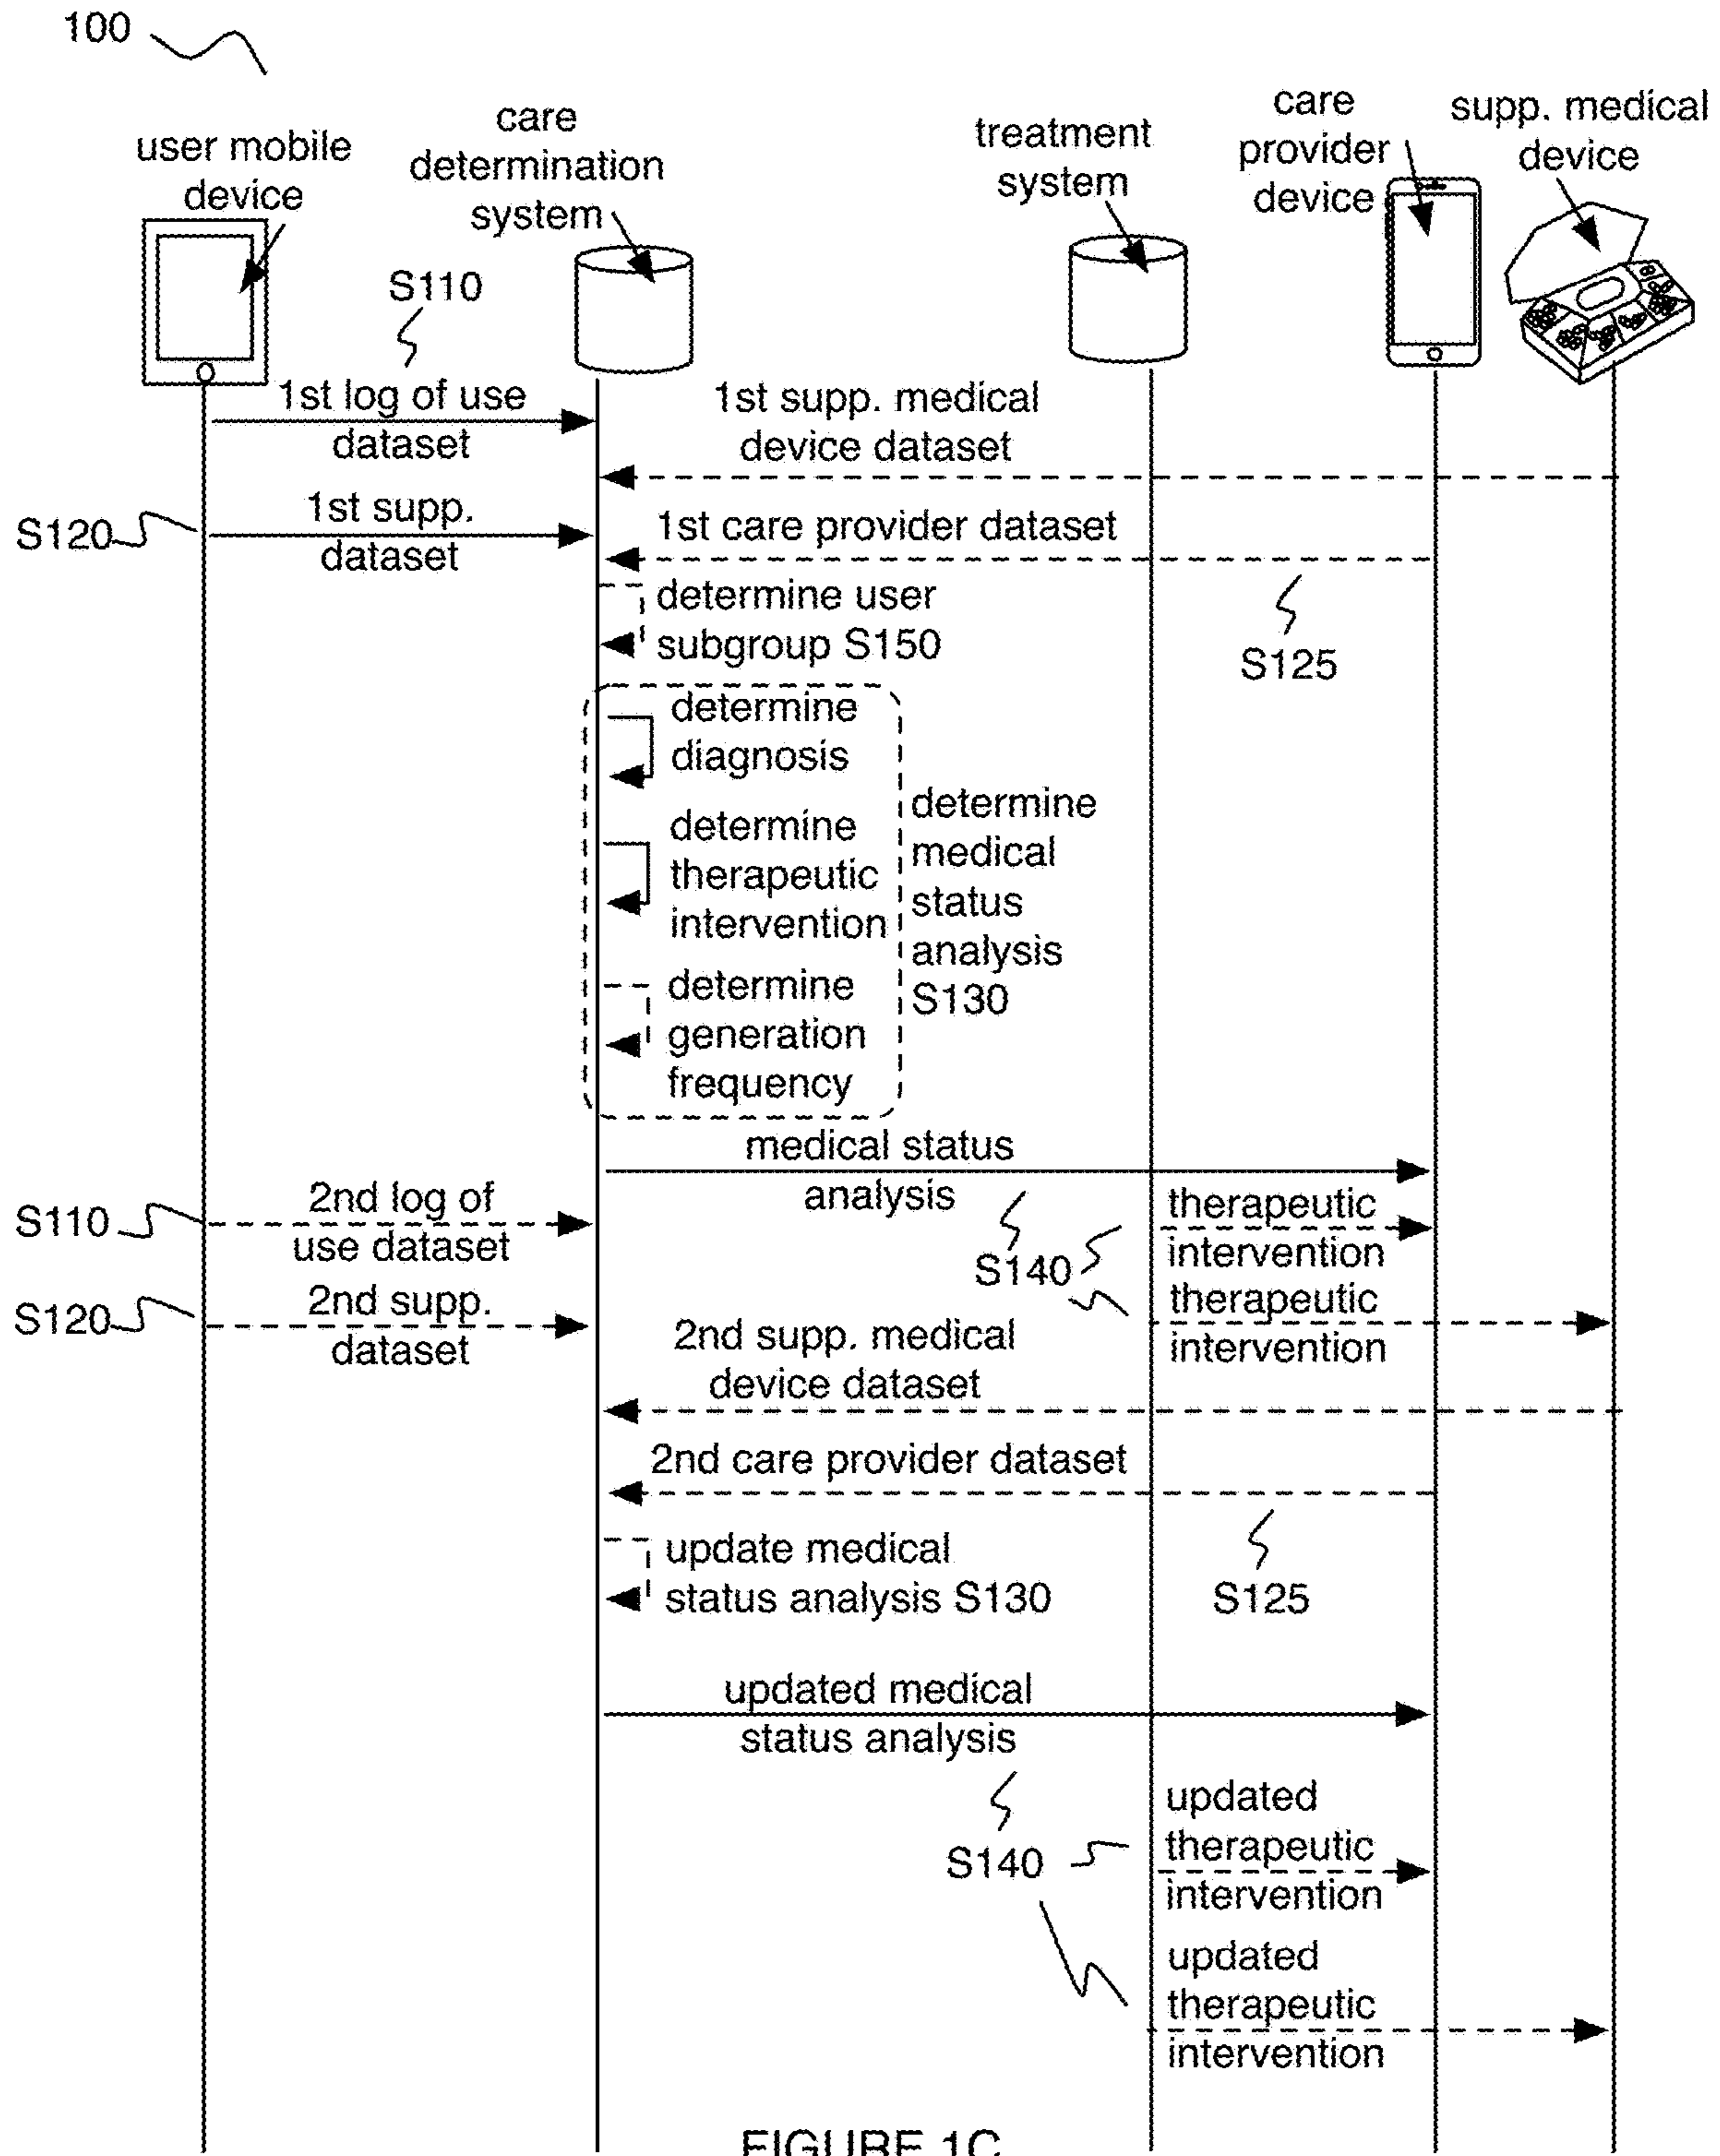 100
user mobile
device
care
determination
system
treatment
system
care
provider
device
supp. medical
device
S110
1st log of use
dataset
1st supp. medical
device dataset
S120
1st supp.
dataset
1st care provider dataset
S125
determine user
subgroup S150
determine
diagnosis
determine
therapeutic
intervention
determine
generation
frequency
determine
medical
status
analysis
S130
medical status
analysis
S110
2nd log of
use dataset
S140
therapeutic
intervention
therapeutic
intervention
S120
2nd supp.
dataset
2nd supp. medical
device dataset
2nd care provider dataset
S125
update medical
status analysis S130
updated medical
status analysis
S140
updated
therapeutic
intervention
updated
therapeutic
intervention
FIGURE 1C